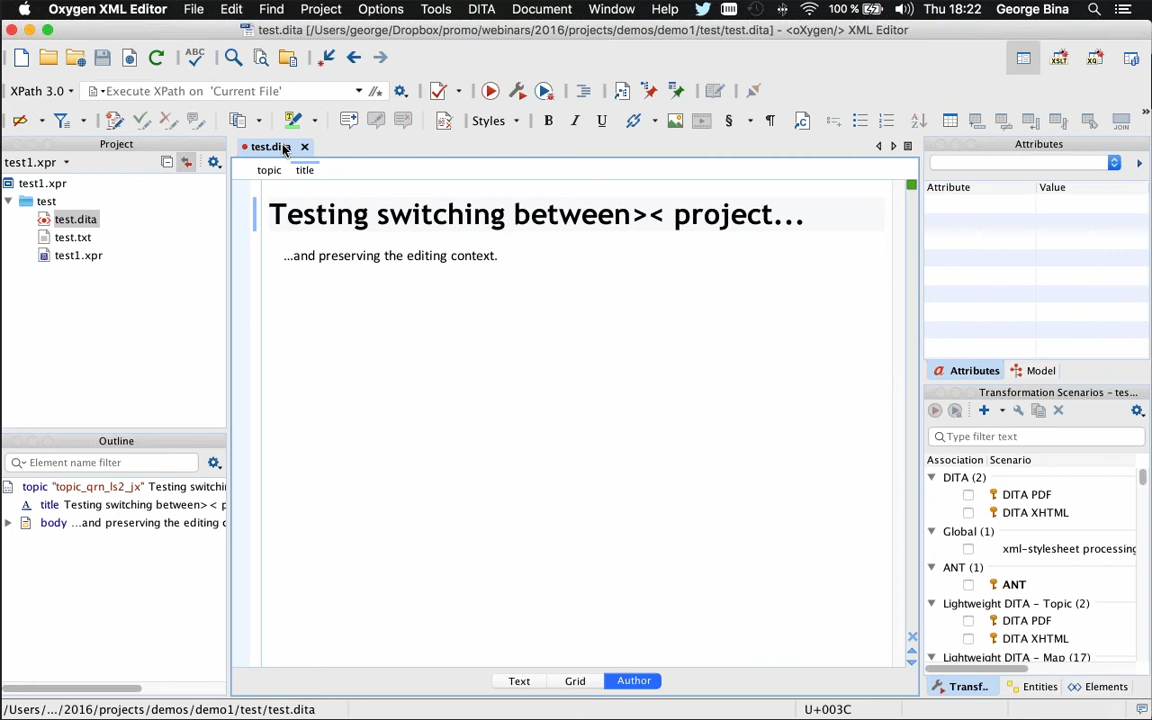 Oxygen XML Editor File Edit Find Project Options Tools DITA Document Window Help 100% Thu 18:22 George Bina
test.dita [/Users/george/Dropbox/promo/webinars/2016/projects/demos/demo1/test/test.dita] - <oXygen/> XML Editor
ABC XSLT XQ
XPath 3.0 Execute XPath on 'Current File'
Styles B I U § ¶ JOIN »
Project
test1.xpr
test1.xpr
test
test.dita
test.txt
test1.xpr
Outline
Element name filter
topic "topic_qrn_ls2_jx" Testing switchin
title Testing switching between>< p
body ...and preserving the editing c
test.dita
topic title
Testing switching between>< project...
...and preserving the editing context.
Text Grid Author
Attributes
Attribute Value
Attributes Model
Transformation Scenarios - tes...
Type filter text
Association Scenario
DITA (2)
DITA PDF
DITA XHTML
Global (1)
xml-stylesheet processing
ANT (1)
ANT
Lightweight DITA - Topic (2)
DITA PDF
DITA XHTML
Lightweight DITA - Map (17)
Transf... Entities Elements
/Users/.../2016/projects/demos/demo1/test/test.dita U+003C